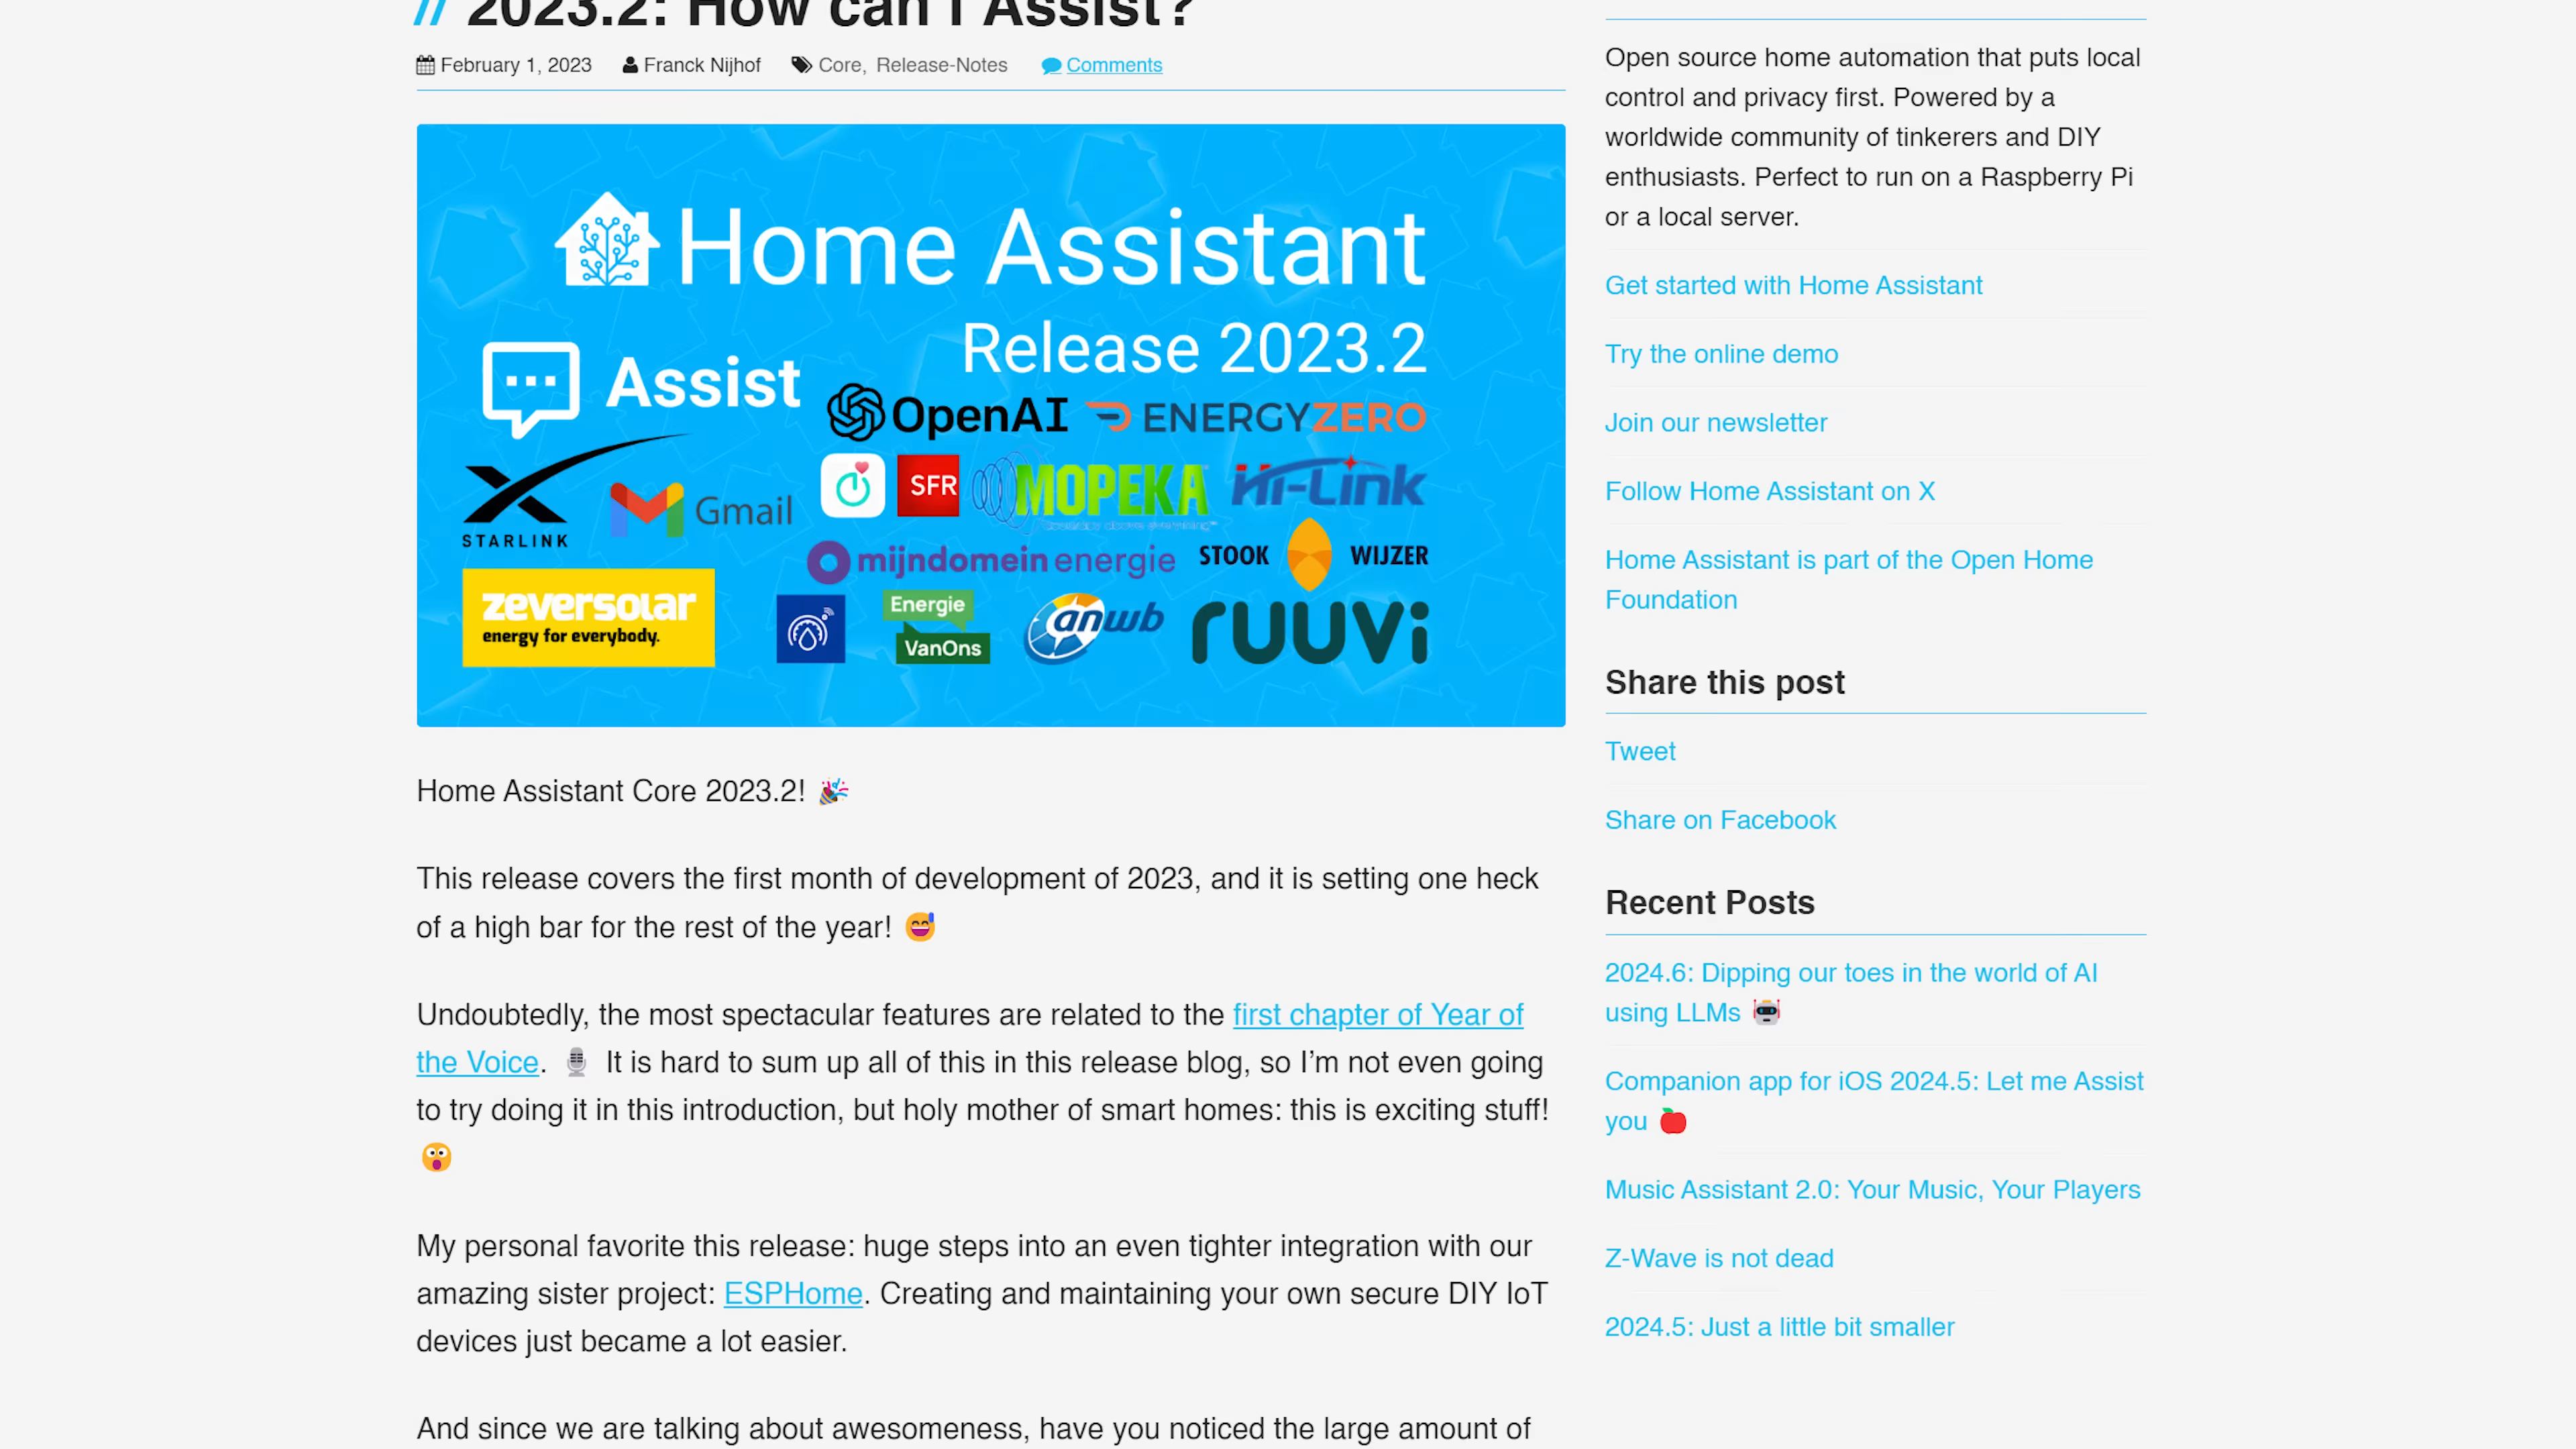 // 2023.2: How can I Assist?
February 1, 2023 Franck Nijhof Core, Release-Notes Comments
Home Assistant
Release 2023.2
Assist
OpenAI ENERGYZERO
STARLINK
Gmail
SFR MOPEKA Hi-Link
mijndomein energie STOOK WIJZER
zeversolar
energy for everybody.
Energie
VanOns
anwb
ruuvi
Home Assistant Core 2023.2! 🎉
This release covers the first month of development of 2023, and it is setting one heck
of a high bar for the rest of the year! 😅
Undoubtedly, the most spectacular features are related to the first chapter of Year of
the Voice. 🎙 It is hard to sum up all of this in this release blog, so I’m not even going
to try doing it in this introduction, but holy mother of smart homes: this is exciting stuff!
😲
My personal favorite this release: huge steps into an even tighter integration with our
amazing sister project: ESPHome. Creating and maintaining your own secure DIY IoT
devices just became a lot easier.
And since we are talking about awesomeness, have you noticed the large amount of
Open source home automation that puts local
control and privacy first. Powered by a
worldwide community of tinkerers and DIY
enthusiasts. Perfect to run on a Raspberry Pi
or a local server.
Get started with Home Assistant
Try the online demo
Join our newsletter
Follow Home Assistant on X
Home Assistant is part of the Open Home
Foundation
Share this post
Tweet
Share on Facebook
Recent Posts
2024.6: Dipping our toes in the world of AI
using LLMs 🤖
Companion app for iOS 2024.5: Let me Assist
you 🍎
Music Assistant 2.0: Your Music, Your Players
Z-Wave is not dead
2024.5: Just a little bit smaller